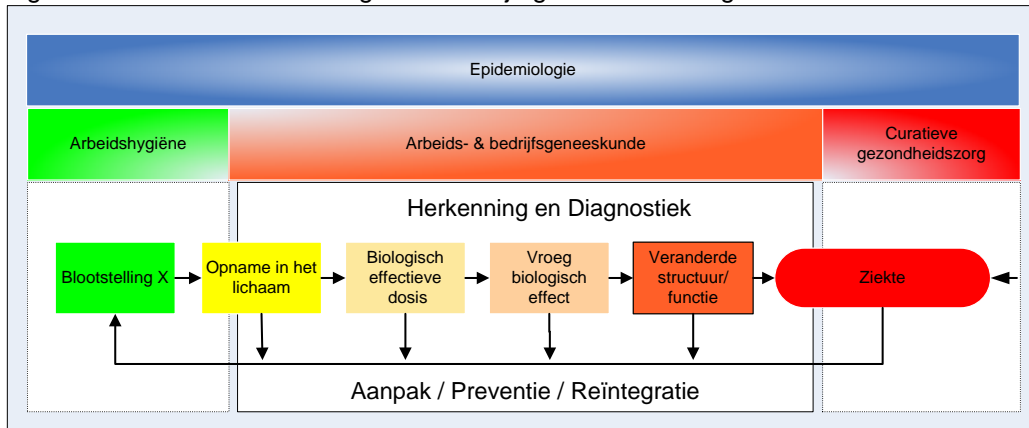 Epidemiologie
Arbeidshygiëne
Arbeids- & bedrijfsgeneeskunde
Curatieve
gezondheidszorg
Herkenning en Diagnostiek
Blootstelling X
Opname in het
lichaam
Biologisch
effectieve
dosis
Vroeg
biologisch
effect
Veranderde
structuur/
functie
Ziekte
Aanpak / Preventie / Reïntegratie